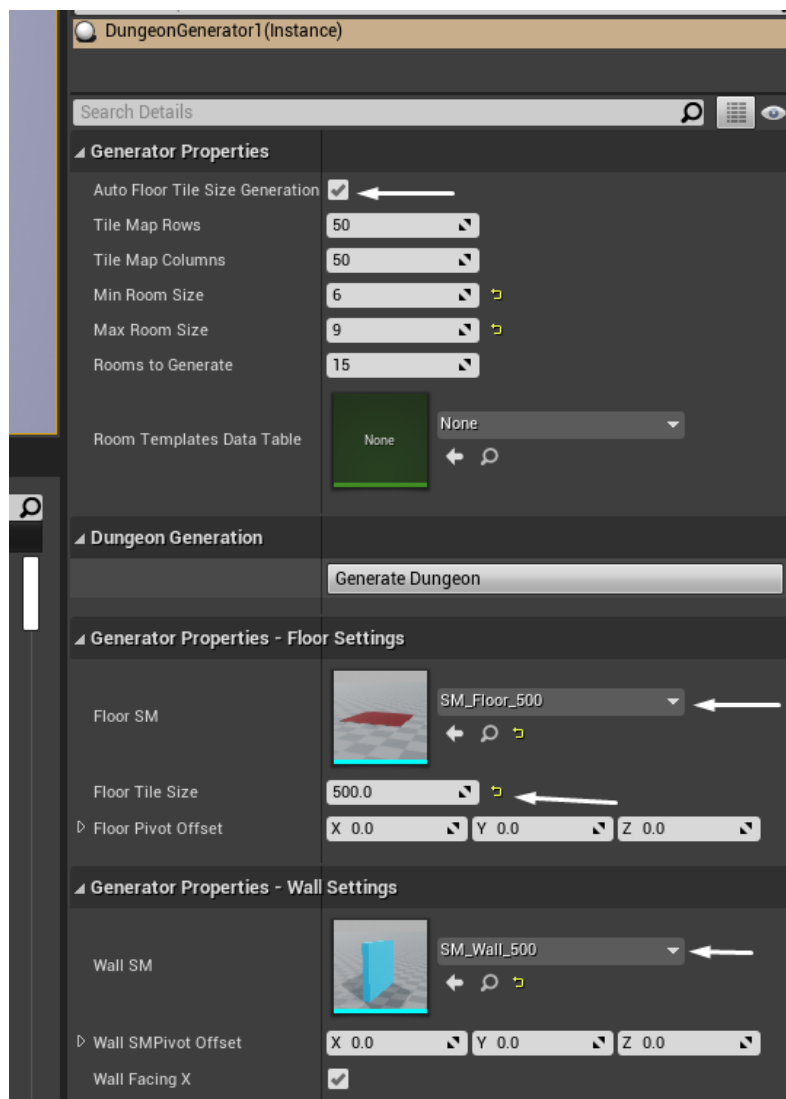 DungeonGenerator1(Instance)
Search Details
Generator Properties
Auto Floor Tile Size Generation
Tile Map Rows 50
Tile Map Columns 50
Min Room Size 6
Max Room Size 9
Rooms to Generate 15
Room Templates Data Table None None
Dungeon Generation
Generate Dungeon
Generator Properties - Floor Settings
Floor SM SM_Floor_500
Floor Tile Size 500.0
Floor Pivot Offset X 0.0 Y 0.0 Z 0.0
Generator Properties - Wall Settings
Wall SM SM_Wall_500
Wall SMPivot Offset X 0.0 Y 0.0 Z 0.0
Wall Facing X